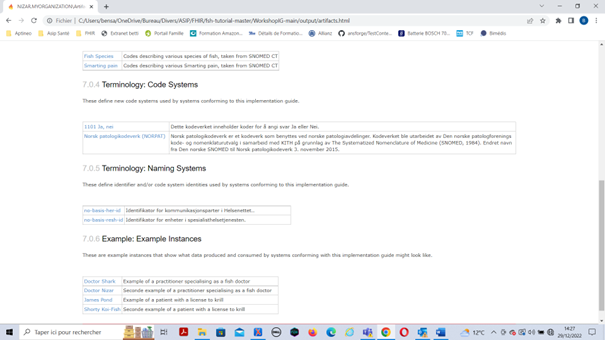 NIZAR.MYORGANIZATION\Artifac
Fichier
C:/Users/bensa/OneDrive/Bureau/Divers/ASIP/FHIR/fsh-tutorial-master/WorkshopIG-main/output/artifacts.html
Aptineo
Asip Santé
FHIR
Extranet beth
Portail Famille
Confirmation Amazon...
Détails de Formatio...
Allianz
ansforge/TestConte...
Batterie BOSCH 70...
TCF
Bimédia
Fish Species Codes describing various species of fish, taken from SNOMED CT
Smarting pain Codes describing various Smarting pain, taken from SNOMED CT
7.0.4 Terminology: Code Systems
These define new code systems used by systems conforming to this implementation guide.
1101 Ja, nei Dette kodeverket inneholder koder for å angi svar Ja eller Nei.
Norsk patologikodeverk (NORPAT) Norsk patologikodeverk er et kodeverk som benyttes ved norske patologiavdelinger. Kodeverket ble utarbeidet av Den norske patologforenings
kode- og nomenklaturutvalg i samarbeid med KITH på grunnlag av The Systematized Nomenclature of Medicine (SNOMED, 1984). Endret navn
fra Den norske SNOMED til Norsk patologikodeverk 3. november 2015.
7.0.5 Terminology: Naming Systems
These define identifier and/or code system identities used by systems conforming to this implementation guide.
no-basis-her-id Identifikator for kommunikasjonsparter i Helsenettet..
no-basis-resh-id Identifikator for enheter i spesialisthelsetjenesten.
7.0.6 Example: Example Instances
These are example instances that show what data produced and consumed by systems conforming with this implementation guide might look like.
Doctor Shark Example of a practitioner specialising as a fish doctor
Doctor Nizar Seconde example of a practitioner specialising as a fish doctor
James Pond Example of a patient with a license to krill
Shorty Koi-Fish Seconde example of a patient with a license to krill
Taper ici pour rechercher
12°C
14:27
29/12/2022